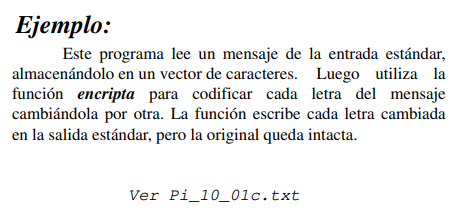 Ejemplo:
Este programa lee un mensaje de la entrada estándar,
almacenándolo en un vector de caracteres. Luego utiliza la
función encripta para codificar cada letra del mensaje
cambiándola por otra. La función escribe cada letra cambiada
en la salida estándar, pero la original queda intacta.
Ver Pi_10_01c.txt